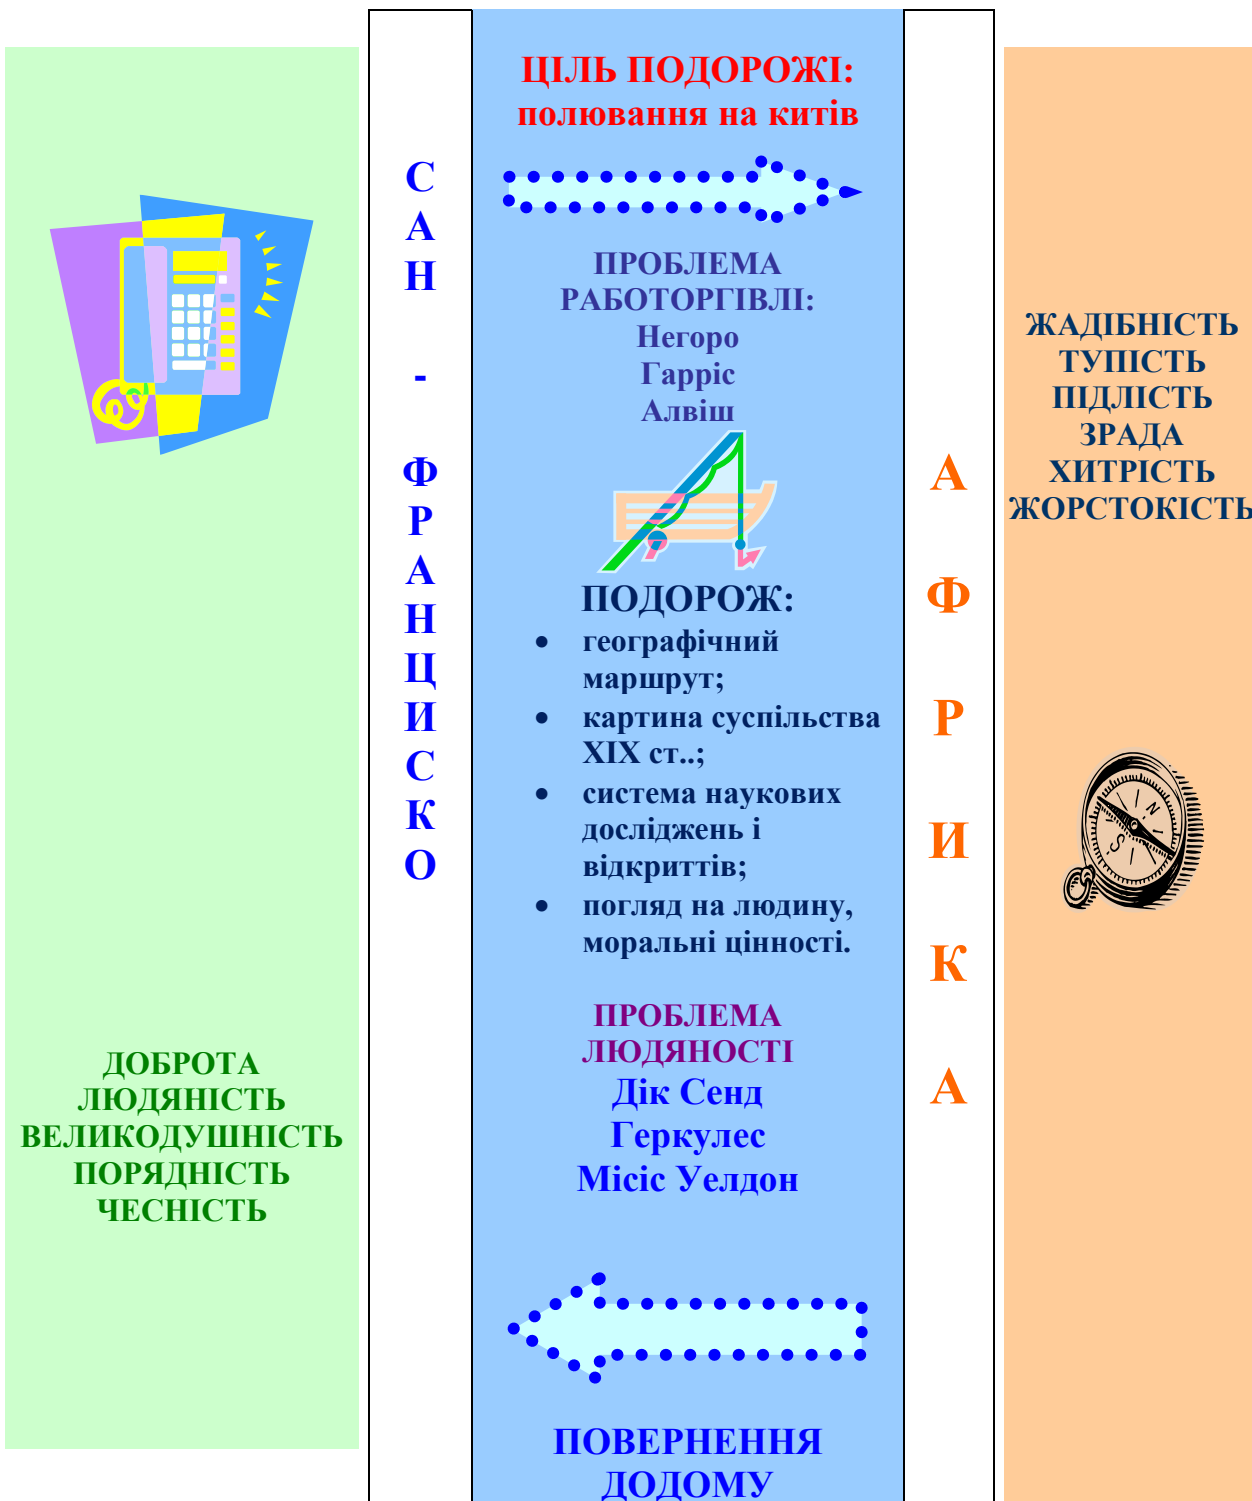 ДОБРОТА
ЛЮДЯНІСТЬ
ВЕЛИКОДУШНІСТЬ
ПОРЯДНІСТЬ
ЧЕСНІСТЬ
С
А
Н
-
Ф
Р
А
Н
Ц
И
С
К
О
ЦІЛЬ ПОДОРОЖІ:
полювання на китів
ПРОБЛЕМА
РАБОТОРГІВЛІ:
Негоро
Гарріс
Алвіш
ПОДОРОЖ:
• географічний
маршрут;
• картина суспільства
ХІХ ст..;
• система наукових
досліджень і
відкриттів;
• погляд на людину,
моральні цінності.
ПРОБЛЕМА
ЛЮДЯНОСТІ
Дік Сенд
Геркулес
Місіс Уелдон
ПОВЕРНЕННЯ
ДОДОМУ
А
Ф
Р
И
К
А
ЖАДІБНІСТЬ
ТУПІСТЬ
ПІДЛІСТЬ
ЗРАДА
ХИТРІСТЬ
ЖОРСТОКІСТЬ
N
S